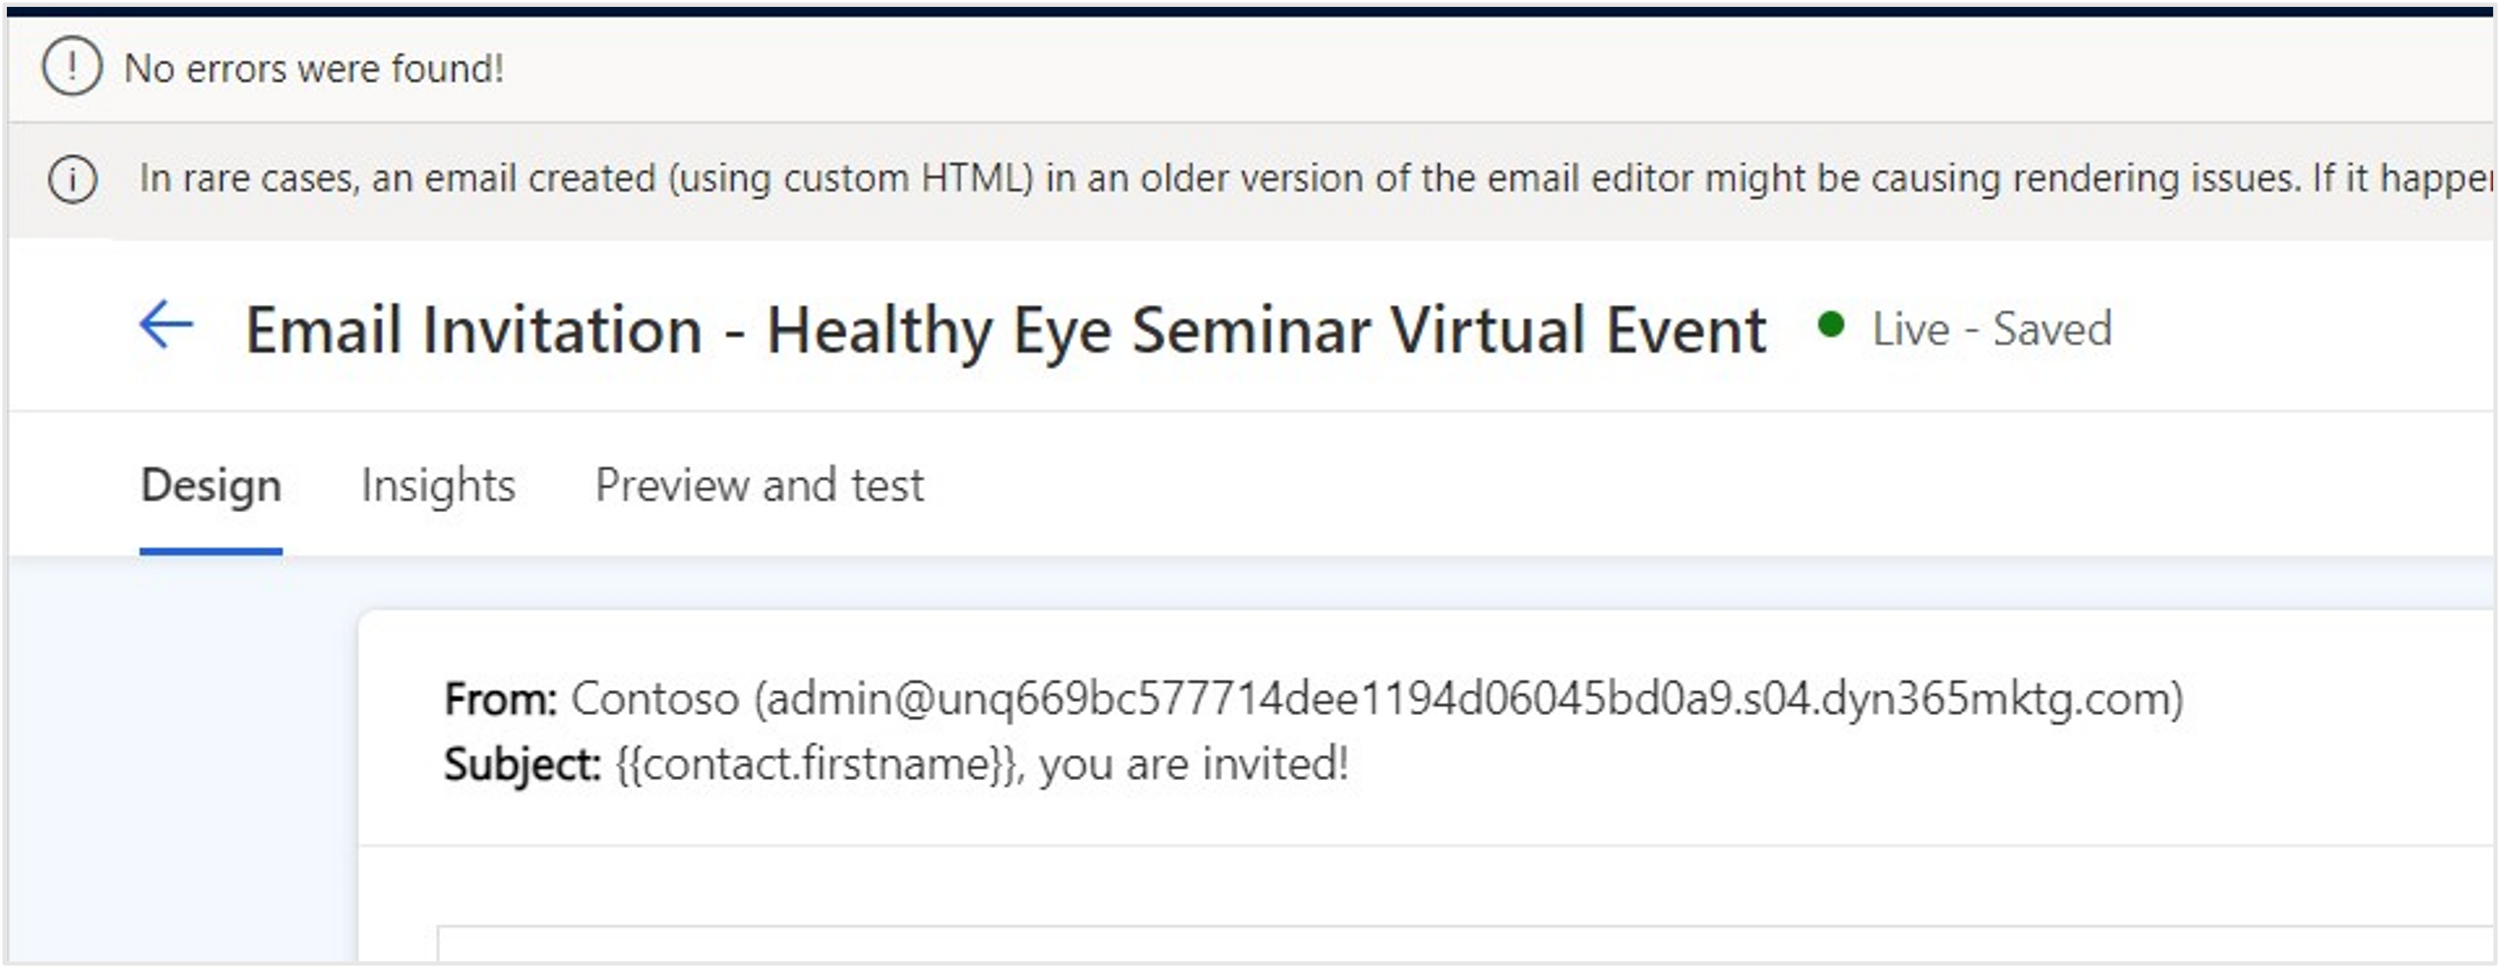 No errors were found!
In rare cases, an email created (using custom HTML) in an older version of the email editor might be causing rendering issues. If it
Email Invitation - Healthy Eye Seminar Virtual Event
Live - Saved
Design Insights Preview and test
From: Contoso (admin@unq669bc577714dee1194d06045bd0a9.s04.dyn365mktg.com)
Subject: {{contact.firstname}}, you are invited!